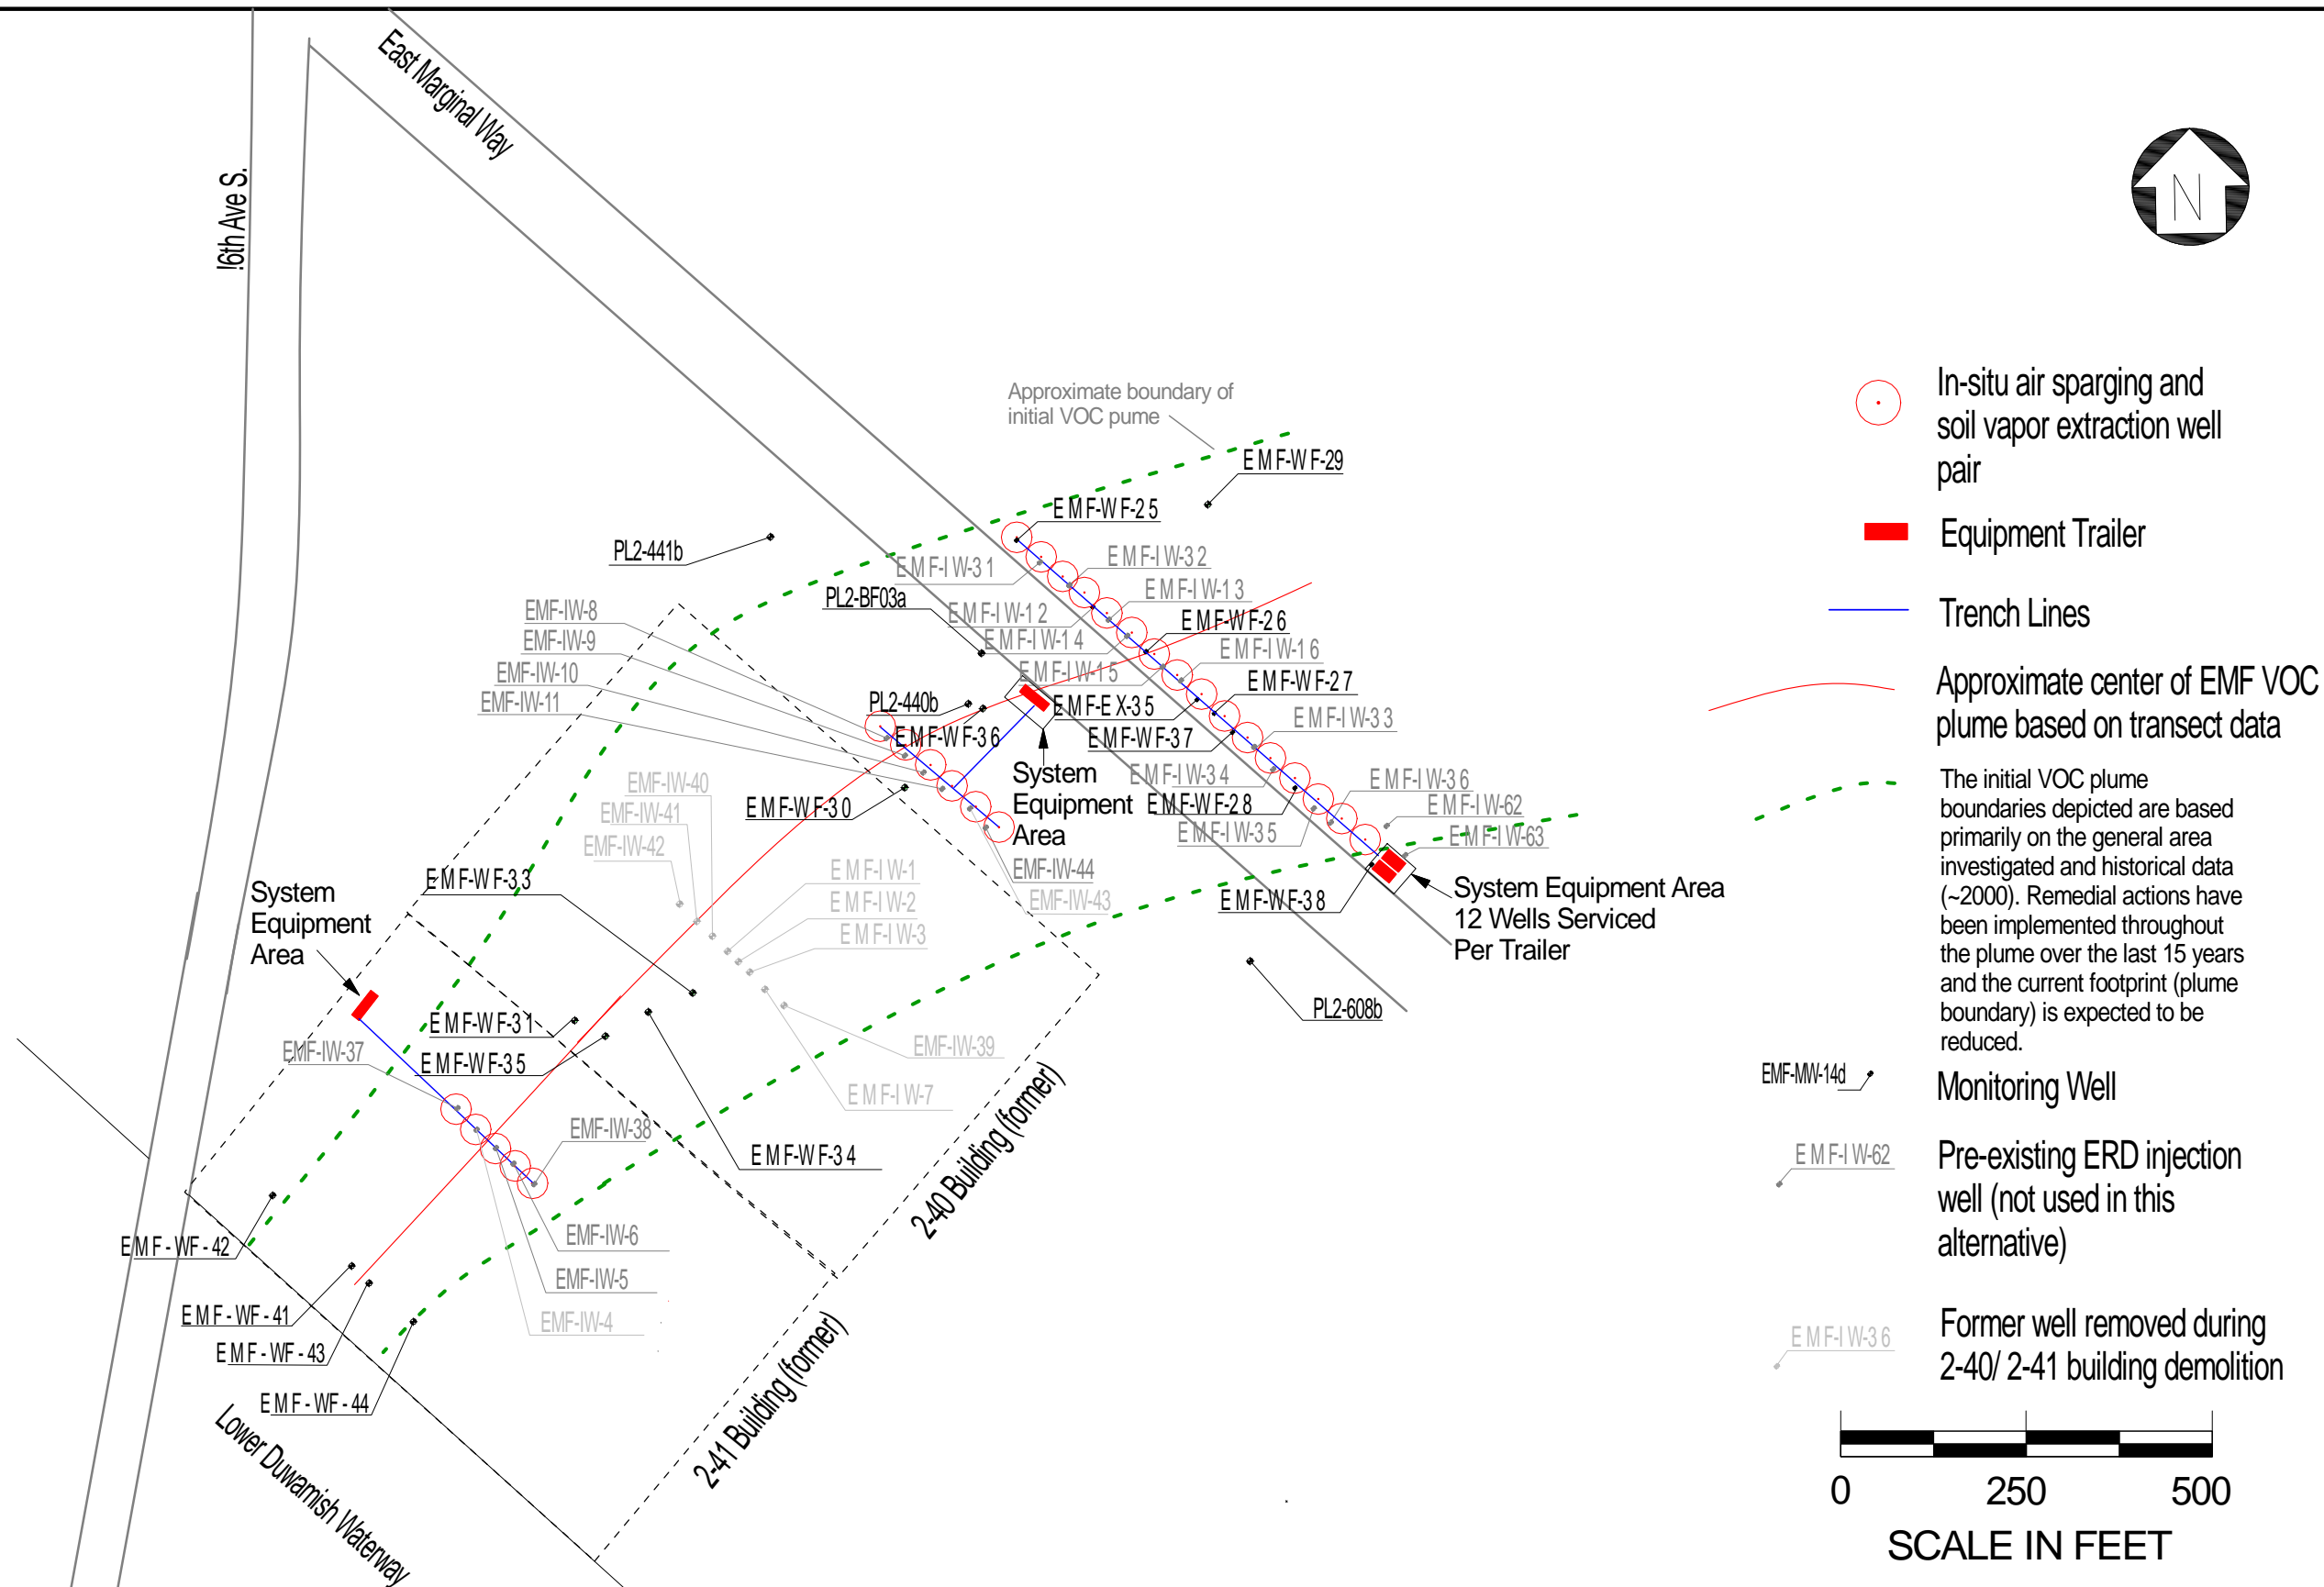 East Marginal Way
!6th Ave S.
N
Approximate boundary of
initial VOC pume
EMF-WF-29
EMF-WF-25
PL2-441b
EMF-IW-31
EMF-IW-32
EMF-IW-13
PL2-BF03a
EMF-IW-12
EMF-WF-26
EMF-IW-14
EMF-IW-16
EMF-IW-15
EMF-WF-27
EMF-IW-8
EMF-IW-9
EMF-IW-10
EMF-IW-11
PL2-440b
EMF-EX-35
EMF-IW-33
EMF-WF-36
EMF-WF-37
System
Equipment
Area
EMF-IW-34
EMF-IW-36
EMF-WF-28
EMF-IW-62
EMF-IW-35
EMF-IW-63
EMF-IW-40
EMF-IW-41
EMF-IW-42
EMF-WF-30
EMF-WF-33
EMF-IW-1
EMF-IW-2
EMF-IW-3
EMF-IW-44
EMF-IW-43
EMF-WF-38
System Equipment Area
12 Wells Serviced
Per Trailer
System
Equipment
Area
PL2-608b
EMF-WF-31
EMF-IW-37
EMF-WF-35
EMF-IW-39
EMF-IW-7
EMF-IW-38
EMF-WF-34
2-40 Building (former)
EMF-WF-42
EMF-IW-6
EMF-IW-5
EMF-IW-4
EMF-WF-41
EMF-WF-43
EMF-WF-44
2-41 Building (former)
Lower Duwamish Waterway
In-situ air sparging and
soil vapor extraction well
pair
Equipment Trailer
Trench Lines
Approximate center of EMF VOC
plume based on transect data
The initial VOC plume
boundaries depicted are based
primarily on the general area
investigated and historical data
(~2000). Remedial actions have
been implemented throughout
the plume over the last 15 years
and the current footprint (plume
boundary) is expected to be
reduced.
EMF-MW-14d
Monitoring Well
EMF-IW-62
Pre-existing ERD injection
well (not used in this
alternative)
EMF-IW-36
Former well removed during
2-40/ 2-41 building demolition
0 250 500
SCALE IN FEET